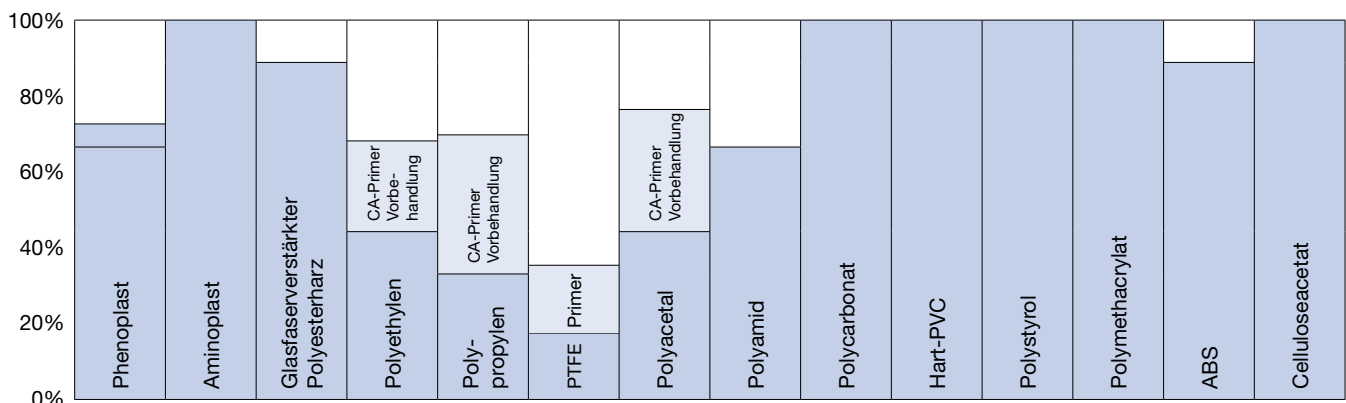 100%
80%
60%
40%
20%
0%
Phenoplast
Aminoplast
Glasfaserverstärkter
Polyesterharz
CA-Primer
Vorbe-
handlung
Polyethylen
CA-Primer
Vorbehandlung
Poly-
propylen
Primer
PTFE
CA-Primer
Vorbehandlung
Polyacetal
Polyamid
Polycarbonat
Hart-PVC
Polystyrol
Polymethacrylat
ABS
Celluloseacetat